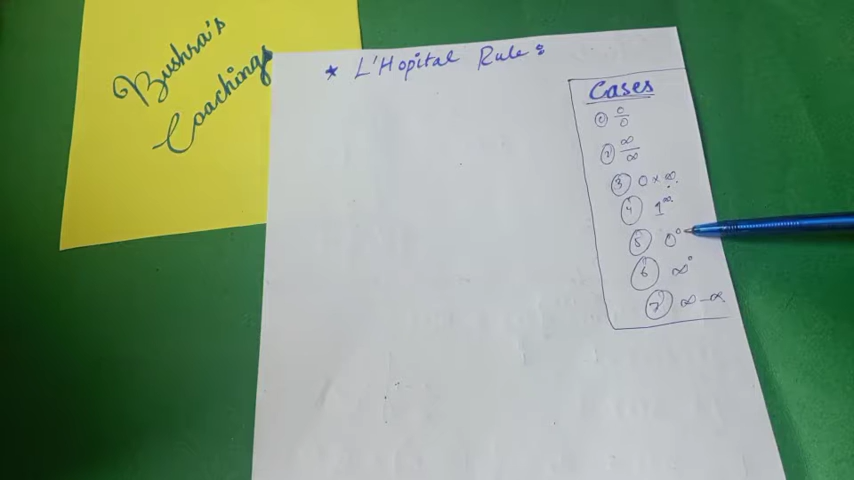 Bushra's
Coachings
* L'Hopital Rule:
Cases
① 0/0
② ∞/∞
③ 0 × ∞
④ 1^∞
⑤ 0^0
⑥ ∞^0
⑦ ∞ - ∞